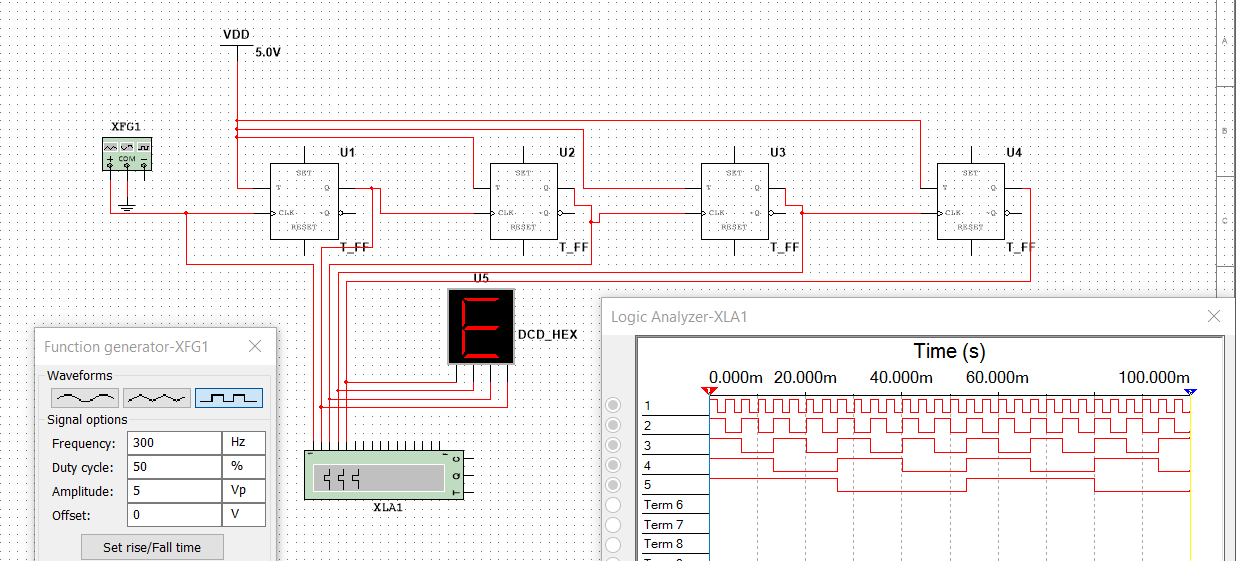 VDD
5.0V
XFG1
COM
U1
SET
T Q
CLK ~Q
RESET
T_FF
U2
SET
T Q
CLK ~Q
RESET
T_FF
U3
SET
T Q
CLK ~Q
RESET
T_FF
U4
SET
T Q
CLK ~Q
RESET
T_FF
A
B
C
U5
E
DCD_HEX
XLA1
C Q T
Function generator-XFG1
Waveforms
Signal options
Frequency: 300 Hz
Duty cycle: 50 %
Amplitude: 5 Vp
Offset: 0 V
Set rise/Fall time
Logic Analyzer-XLA1
Time (s)
0.000m 20.000m 40.000m 60.000m 100.000m
1
2
3
4
5
Term 6
Term 7
Term 8